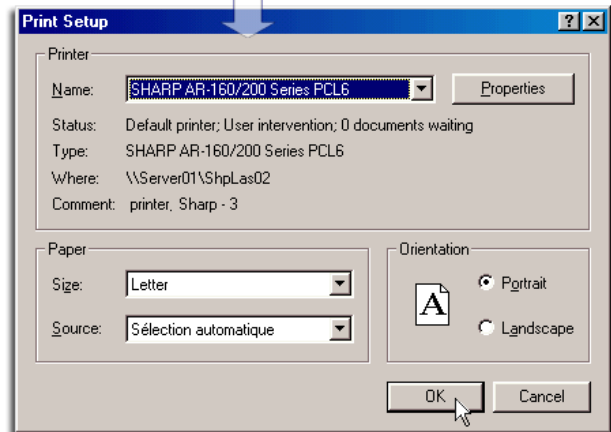 Print Setup
Printer
Name: SHARP AR-160/200 Series PCL6 Properties
Status: Default printer; User intervention; 0 documents waiting
Type: SHARP AR-160/200 Series PCL6
Where: \\Server01\ShpLas02
Comment: printer, Sharp - 3
Paper
Size: Letter
Source: Sélection automatique
Orientation
A
Portrait
Landscape
OK Cancel